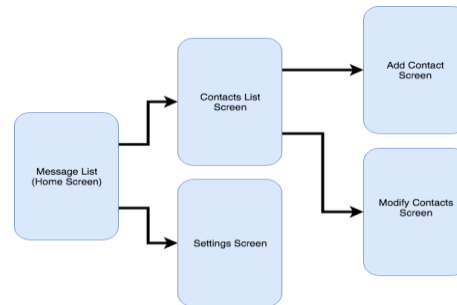 Message List
(Home Screen)
Contacts List
Screen
Settings Screen
Add Contact
Screen
Modify Contacts
Screen